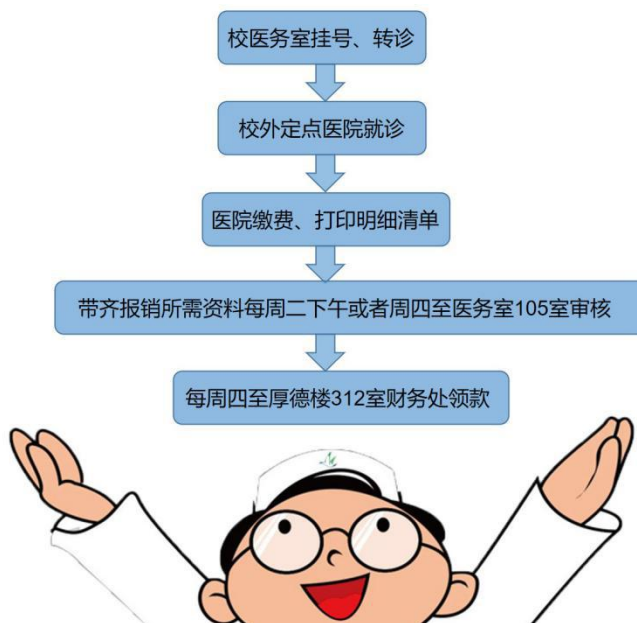 校医务室挂号、转诊
校外定点医院就诊
医院缴费、打印明细清单
带齐报销所需资料每周二下午或者周四至医务室105室审核
每周四至厚德楼312室财务处领款